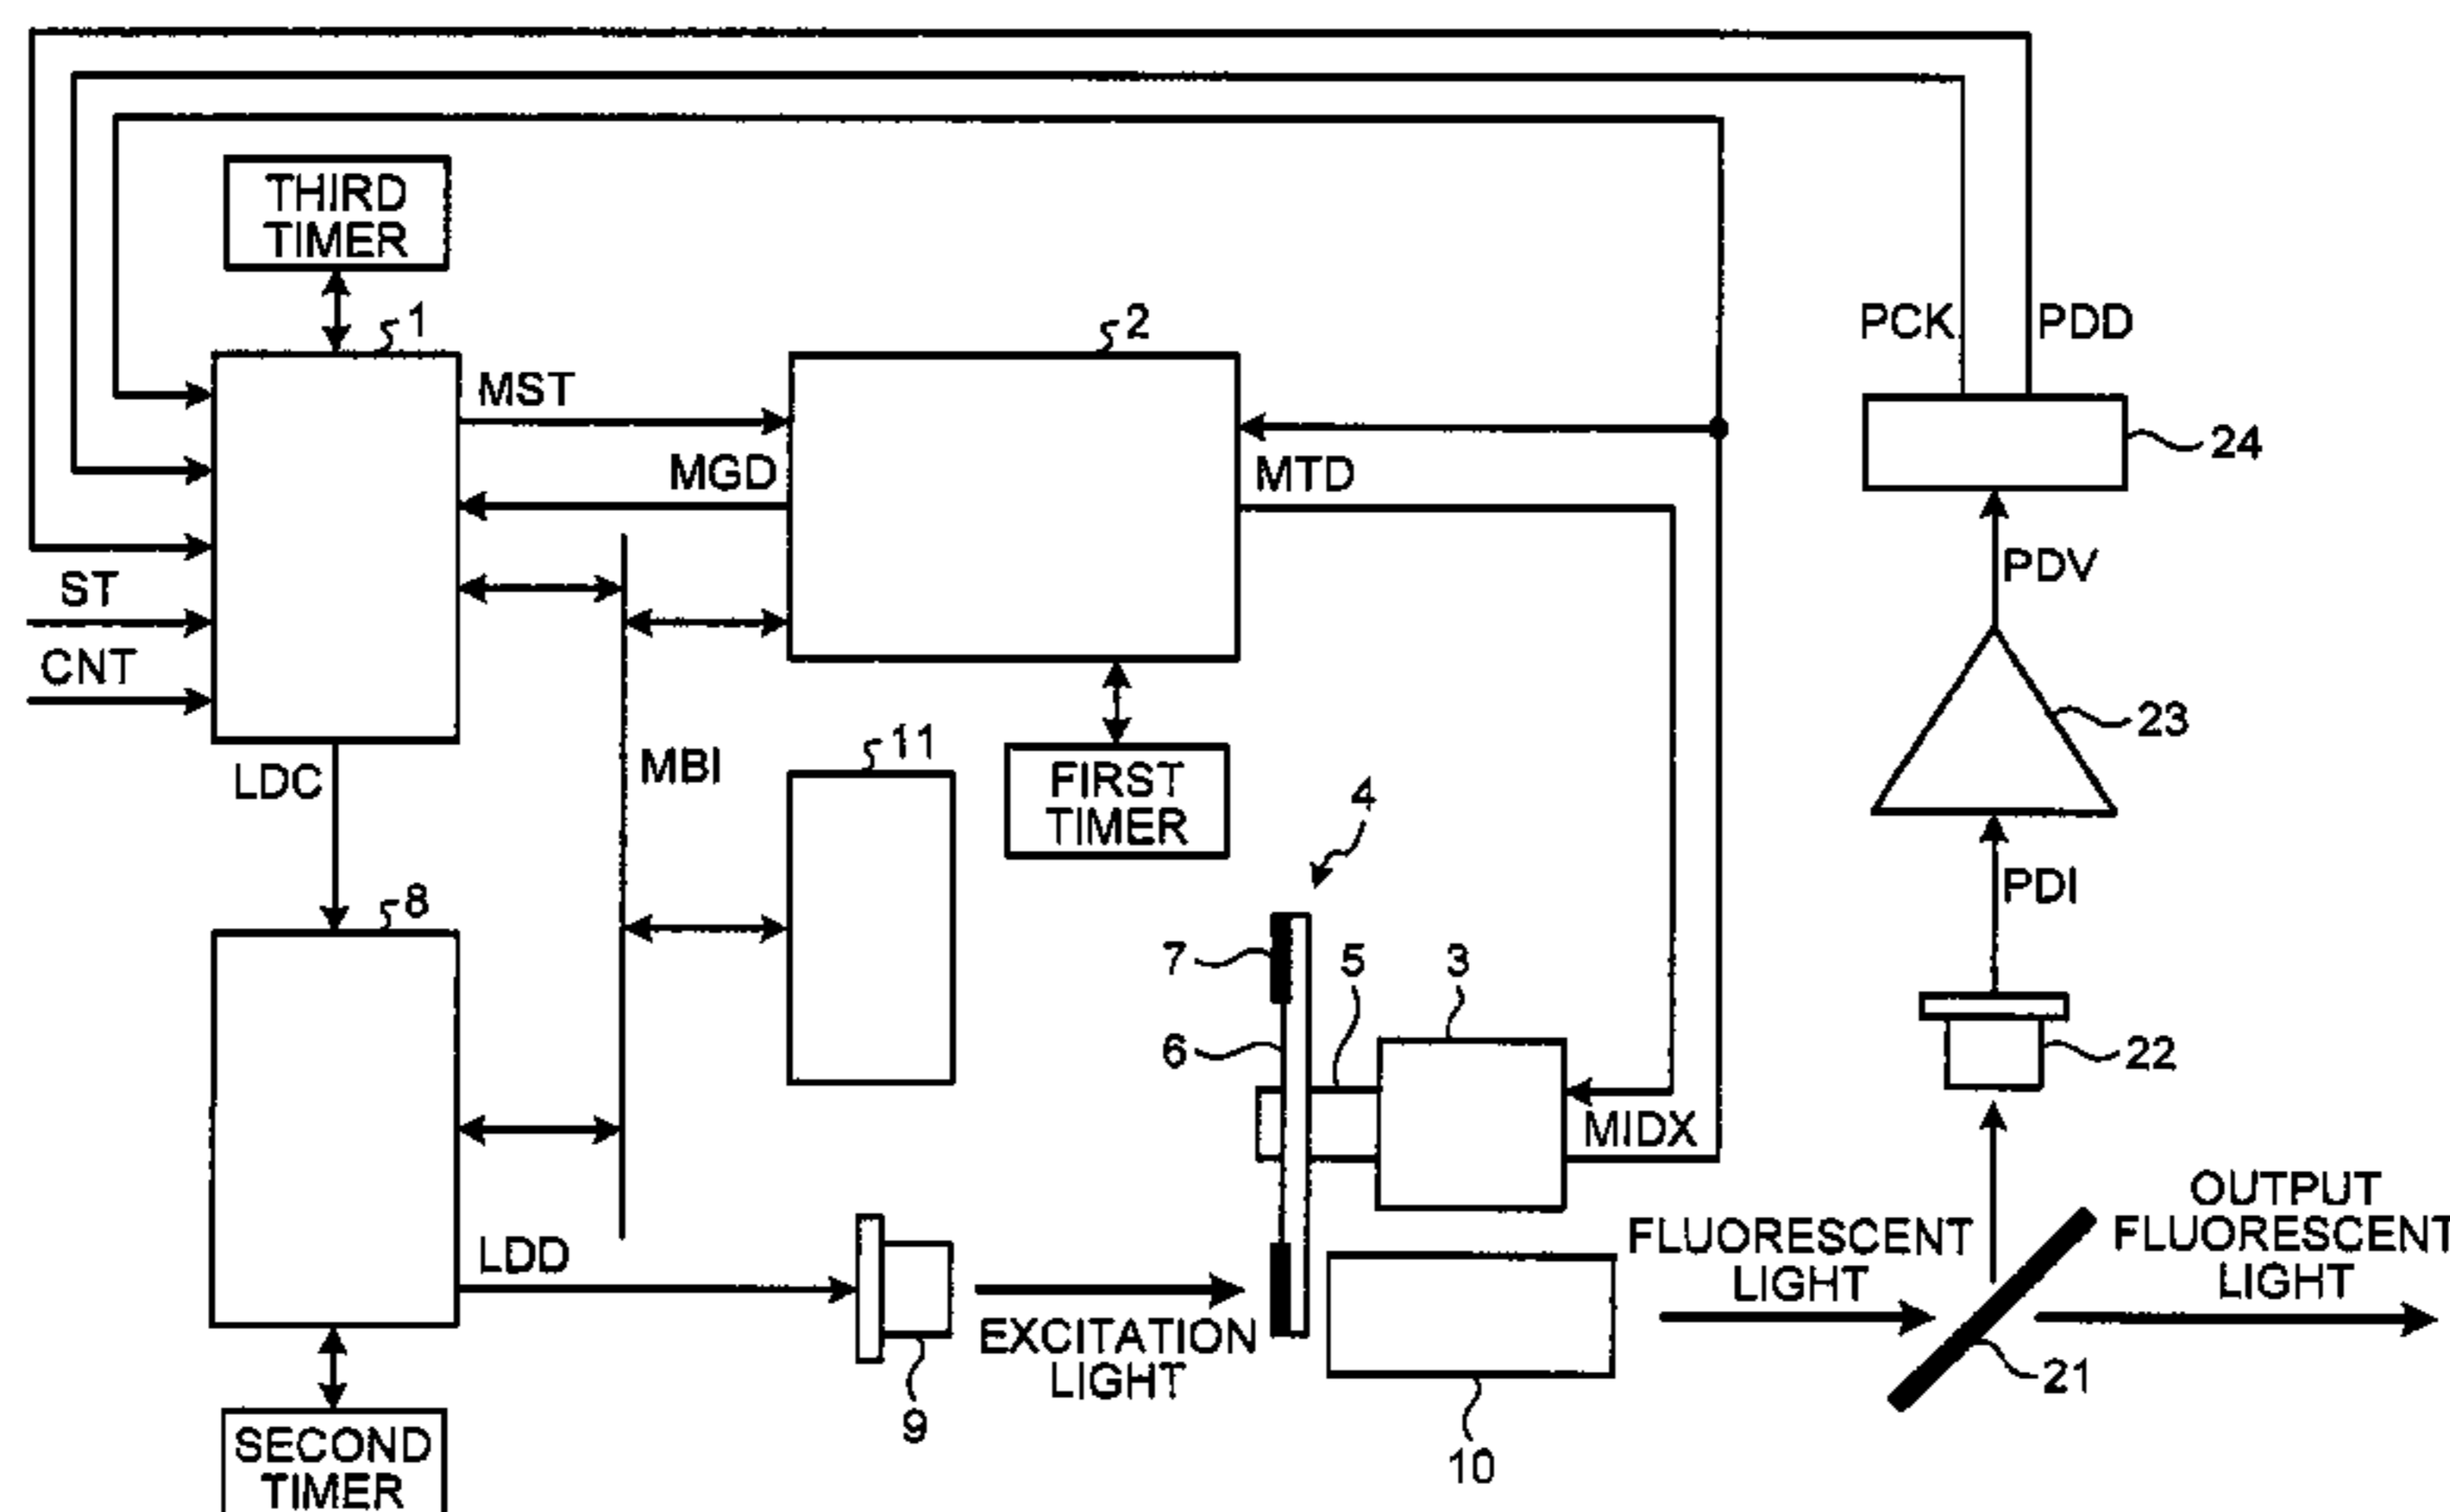 THIRD
TIMER
1
2
PCK
PDD
MST
24
MGD
MTD
ST
PDV
CNT
23
LDC
MBI
11
FIRST
TIMER
4
8
PDI
7
5
3
6
22
MIDX
LDD
EXCITATION
LIGHT
FLUORESCENT
LIGHT
OUTPUT
FLUORESCENT
LIGHT
21
9
10
SECOND
TIMER